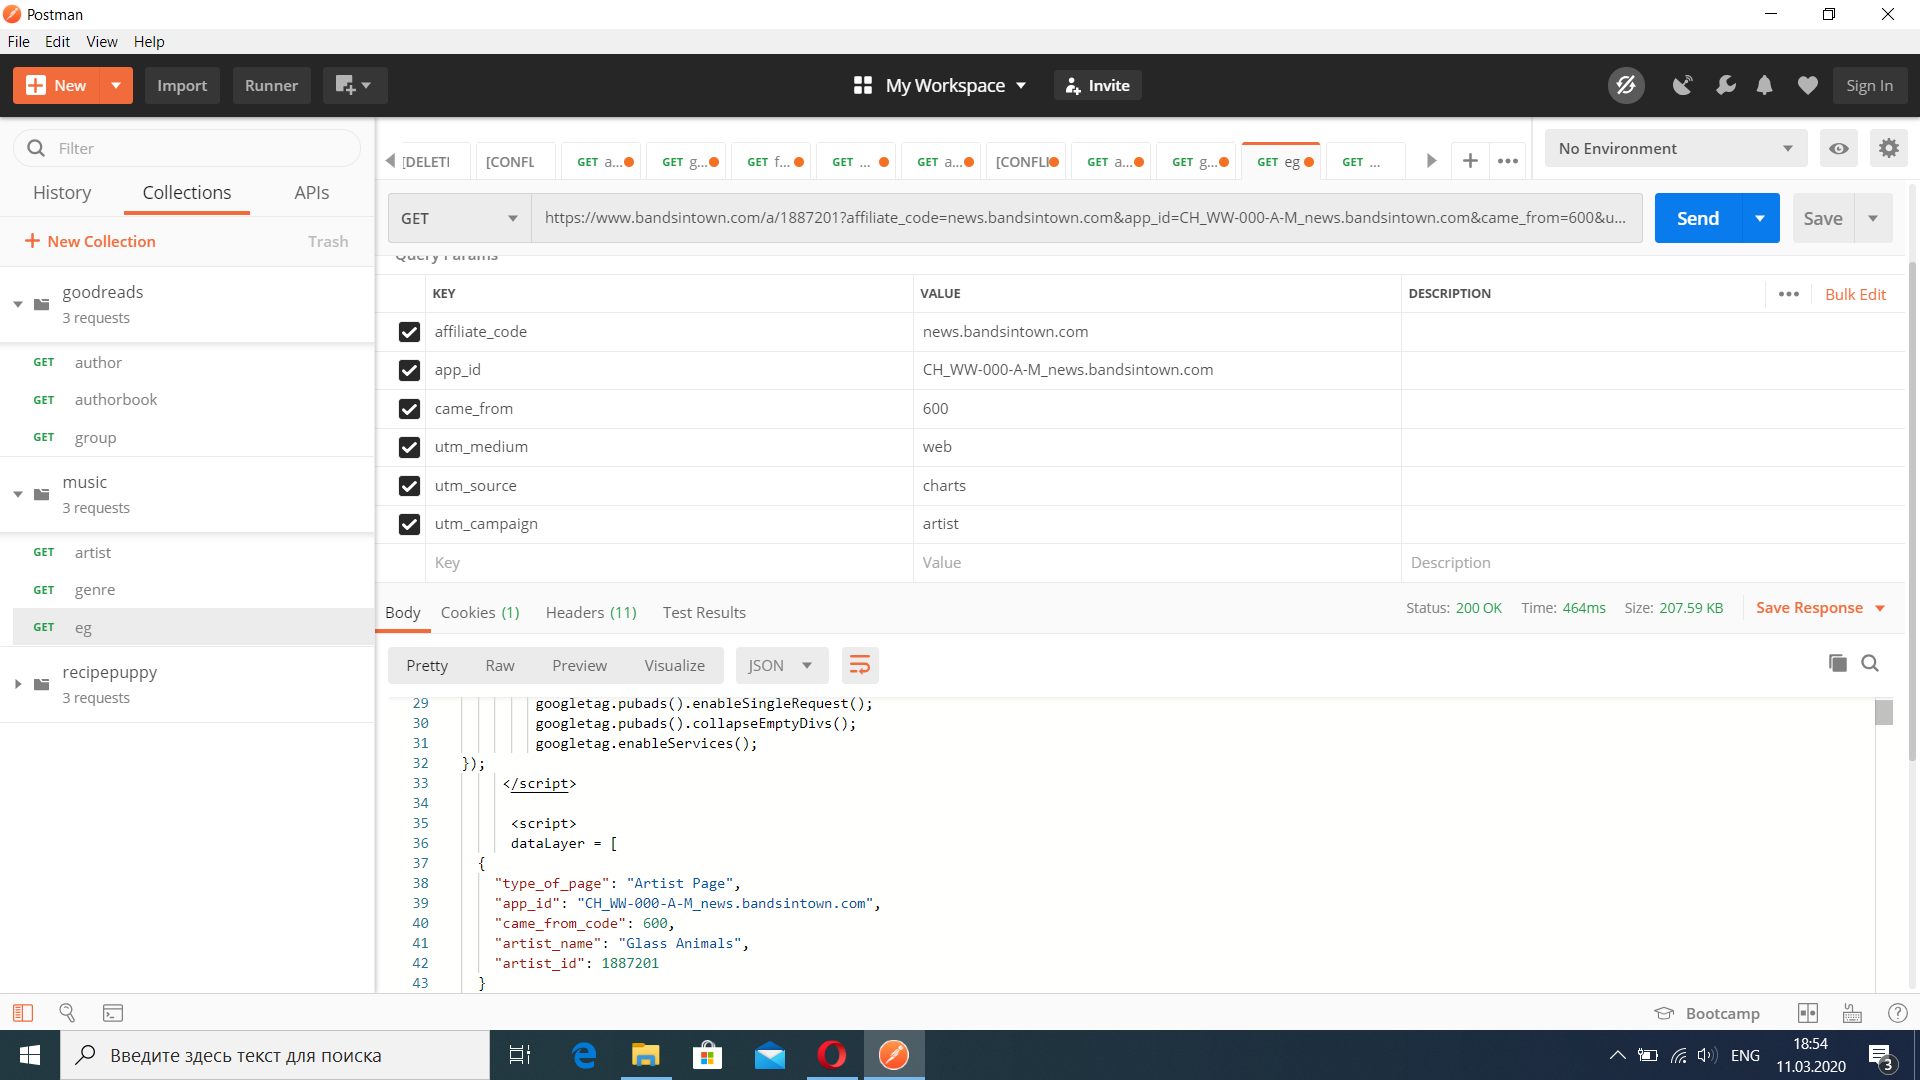 Postman
File Edit View Help
New Import Runner My Workspace Invite Sign In
Filter
History Collections APIs
New Collection Trash
goodreads
3 requests
GET author
GET authorbook
GET group
music
3 requests
GET artist
GET genre
GET eg
recipepuppy
3 requests
[DELETI [CONFL GET a... GET g... GET f... GET ... GET a... [CONFLI GET a... GET g... GET eg GET ... ••• No Environment
GET https://www.bandsintown.com/a/1887201?affiliate_code=news.bandsintown.com&app_id=CH_WW-000-A-M_news.bandsintown.com&came_from=600&u... Send Save
Query Params
KEY VALUE DESCRIPTION ••• Bulk Edit
affiliate_code news.bandsintown.com
app_id CH_WW-000-A-M_news.bandsintown.com
came_from 600
utm_medium web
utm_source charts
utm_campaign artist
Key Value Description
Body Cookies (1) Headers (11) Test Results Status: 200 OK Time: 464ms Size: 207.59 KB Save Response
Pretty Raw Preview Visualize JSON
29 googletag.pubads().enableSingleRequest();
30 googletag.pubads().collapseEmptyDivs();
31 googletag.enableServices();
32 });
33 </script>
34
35 <script>
36 dataLayer = [
37 {
38 "type_of_page": "Artist Page",
39 "app_id": "CH_WW-000-A-M_news.bandsintown.com",
40 "came_from_code": 600,
41 "artist_name": "Glass Animals",
42 "artist_id": 1887201
43 }
Bootcamp
Введите здесь текст для поиска
ENG
18:54
11.03.2020
3